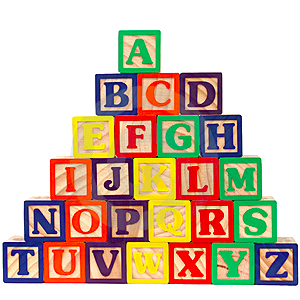 A
BCD
EFGH
IJKLM
NOPQRS
TUVWXYZ